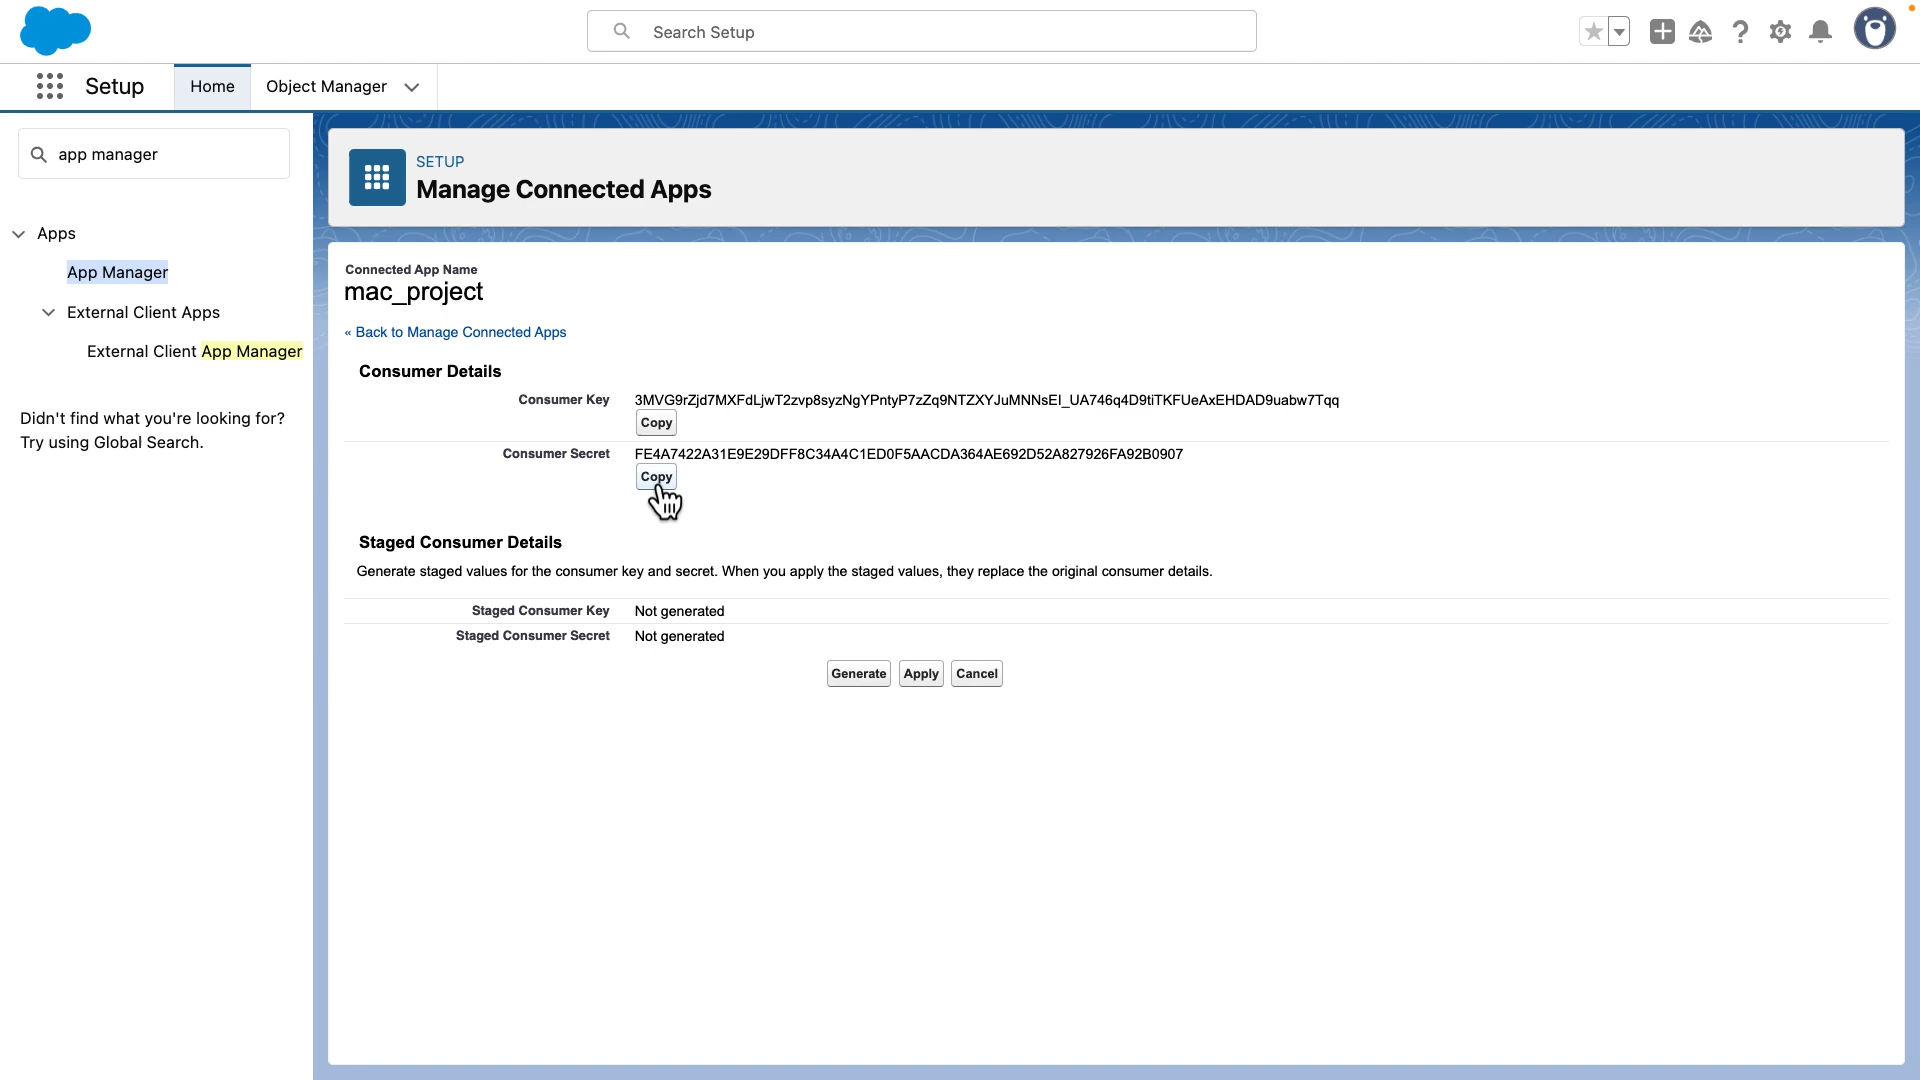 Search Setup
Setup
Home
Object Manager
app manager
Apps
App Manager
External Client Apps
External Client App Manager
Didn't find what you're looking for?
Try using Global Search.
SETUP
Manage Connected Apps
Connected App Name
mac_project
« Back to Manage Connected Apps
Consumer Details
Consumer Key 3MVG9rZjd7MXFdLjwT2zvp8syzNgYPntyP7zZq9NTZXYJuMNNsEI_UA746q4D9tiTKFUeAxEHDAD9uabw7Tqq
Copy
Consumer Secret FE4A7422A31E9E29DFF8C34A4C1ED0F5AACDA364AE692D52A827926FA92B0907
Copy
Staged Consumer Details
Generate staged values for the consumer key and secret. When you apply the staged values, they replace the original consumer details.
Staged Consumer Key Not generated
Staged Consumer Secret Not generated
Generate Apply Cancel